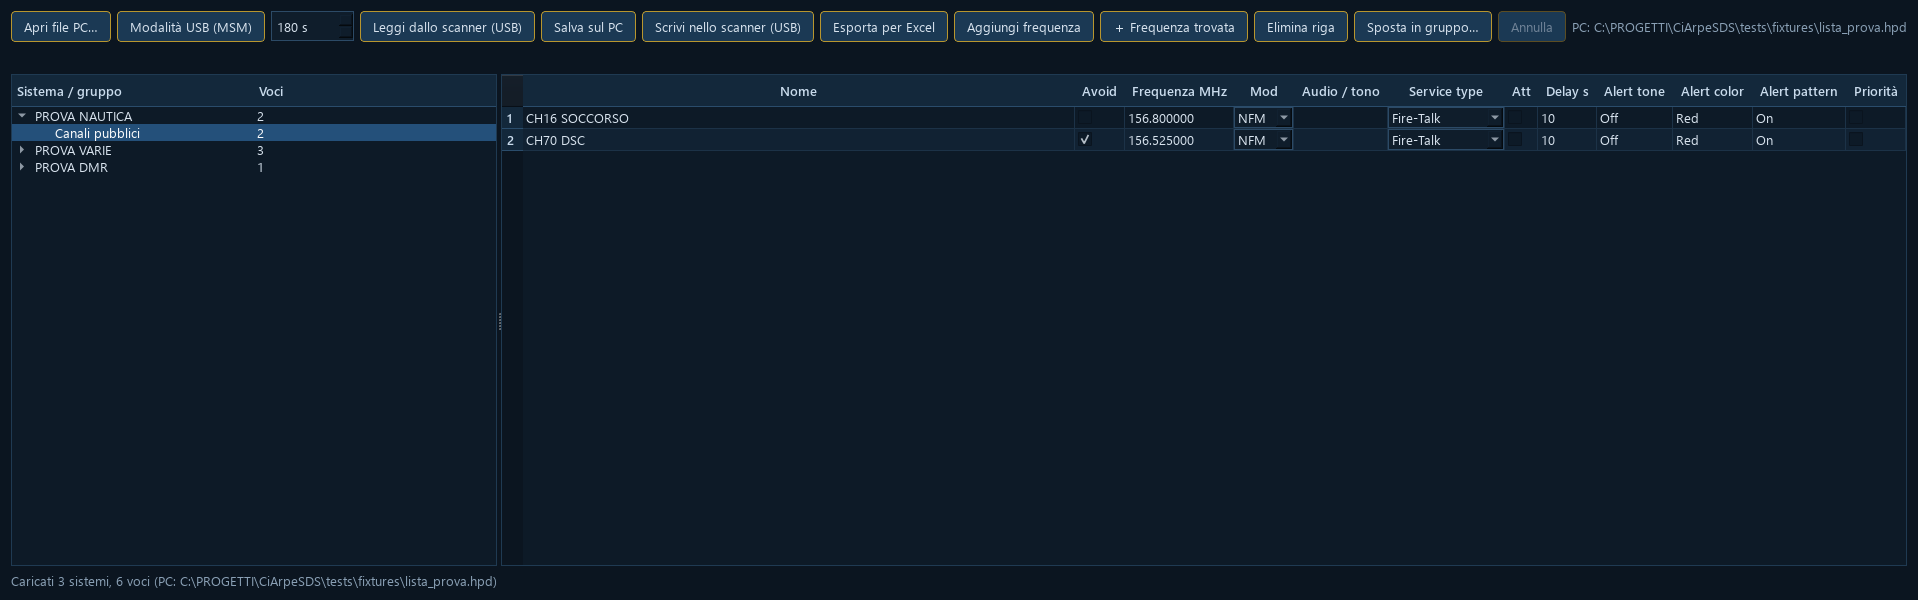 Apri file PC... Modalità USB (MSM) 180 s Leggi dallo scanner (USB) Salva sul PC Scrivi nello scanner (USB) Esporta per Excel Aggiungi frequenza + Frequenza trovata Elimina riga Sposta in gruppo... Annulla PC: C:\PROGETTI\CiArpeSDS\tests\fixtures\lista_prova.hpd
Sistema / gruppo Voci
PROVA NAUTICA 2
Canali pubblici 2
PROVA VARIE 3
PROVA DMR 1
Nome Avoid Frequenza MHz Mod Audio / tono Service type Att Delay s Alert tone Alert color Alert pattern Priorità
1 CH16 SOCCORSO 156.800000 NFM Fire-Talk 10 Off Red On
2 CH70 DSC 156.525000 NFM Fire-Talk 10 Off Red On
Caricati 3 sistemi, 6 voci (PC: C:\PROGETTI\CiArpeSDS\tests\fixtures\lista_prova.hpd)